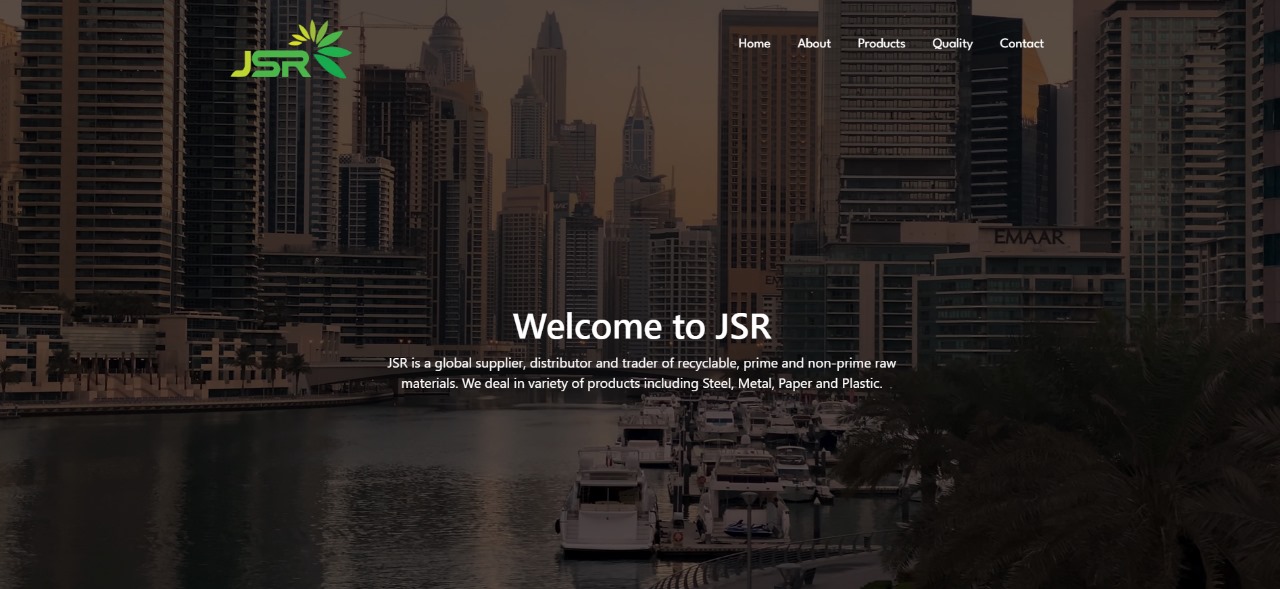 JSR
Home About Products Quality Contact
EMAAR
Welcome to JSR
JSR is a global supplier, distributor and trader of recyclable, prime and non-prime raw
materials. We deal in variety of products including Steel, Metal, Paper and Plastic.